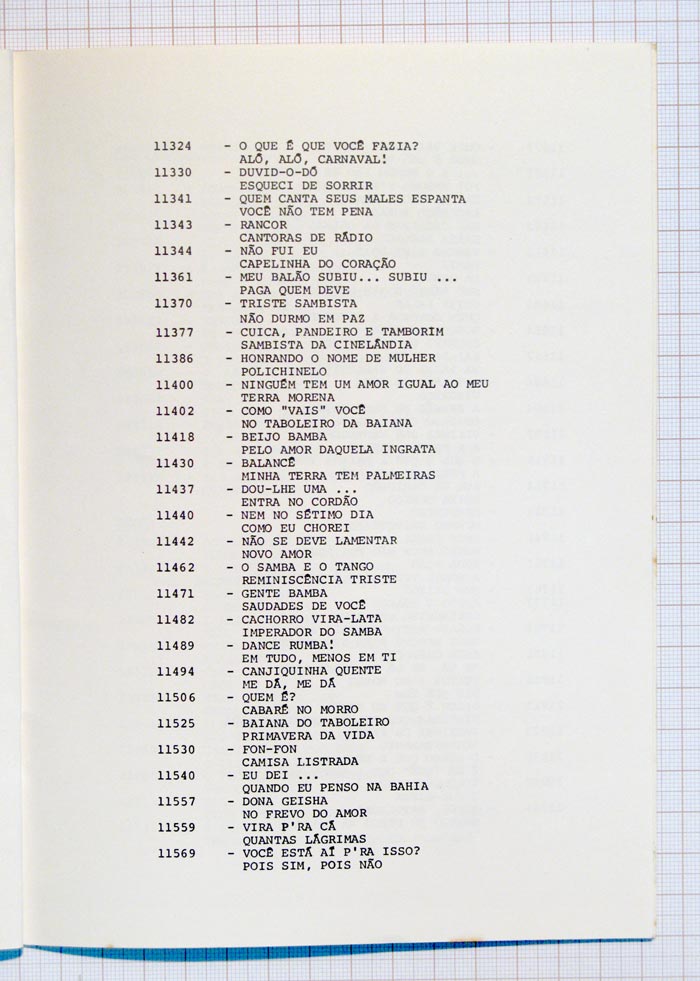 11324 - O QUE É QUE VOCÊ FAZIA?
ALÔ, ALÔ, CARNAVAL!
11330 - DUVID-O-DÓ
ESQUECI DE SORRIR
11341 - QUEM CANTA SEUS MALES ESPANTA
VOCÊ NÃO TEM PENA
11343 - RANCOR
CANTORAS DE RÁDIO
11344 - NÃO FUI EU
CAPELINHA DO CORAÇÃO
11361 - MEU BALÃO SUBIU... SUBIU ...
PAGA QUEM DEVE
11370 - TRISTE SAMBISTA
NÃO DURMO EM PAZ
11377 - CUICA, PANDEIRO E TAMBORIM
SAMBISTA DA CINELÂNDIA
11386 - HONRANDO O NOME DE MULHER
POLICHINELO
11400 - NINGUÉM TEM UM AMOR IGUAL AO MEU
TERRA MORENA
11402 - COMO "VAIS" VOCÊ
NO TABOLEIRO DA BAIANA
11418 - BEIJO BAMBA
PELO AMOR DAQUELA INGRATA
11430 - BALANCÊ
MINHA TERRA TEM PALMEIRAS
11437 - DOU-LHE UMA ...
ENTRA NO CORDÃO
11440 - NEM NO SÉTIMO DIA
COMO EU CHOREI
11442 - NÃO SE DEVE LAMENTAR
NOVO AMOR
11462 - O SAMBA E O TANGO
REMINISCÊNCIA TRISTE
11471 - GENTE BAMBA
SAUDADES DE VOCÊ
11482 - CACHORRO VIRA-LATA
IMPERADOR DO SAMBA
11489 - DANCE RUMBA!
EM TUDO, MENOS EM TI
11494 - CANJIQUINHA QUENTE
ME DÁ, ME DÁ
11506 - QUEM É?
CABARÉ NO MORRO
11525 - BAIANA DO TABOLEIRO
PRIMAVERA DA VIDA
11530 - FON-FON
CAMISA LISTRADA
11540 - EU DEI ...
QUANDO EU PENSO NA BAHIA
11557 - DONA GEISHA
NO FREVO DO AMOR
11559 - VIRA P'RA CÁ
QUANTAS LÁGRIMAS
11569 - VOCÊ ESTÁ AÍ P'RA ISSO?
POIS SIM, POIS NÃO